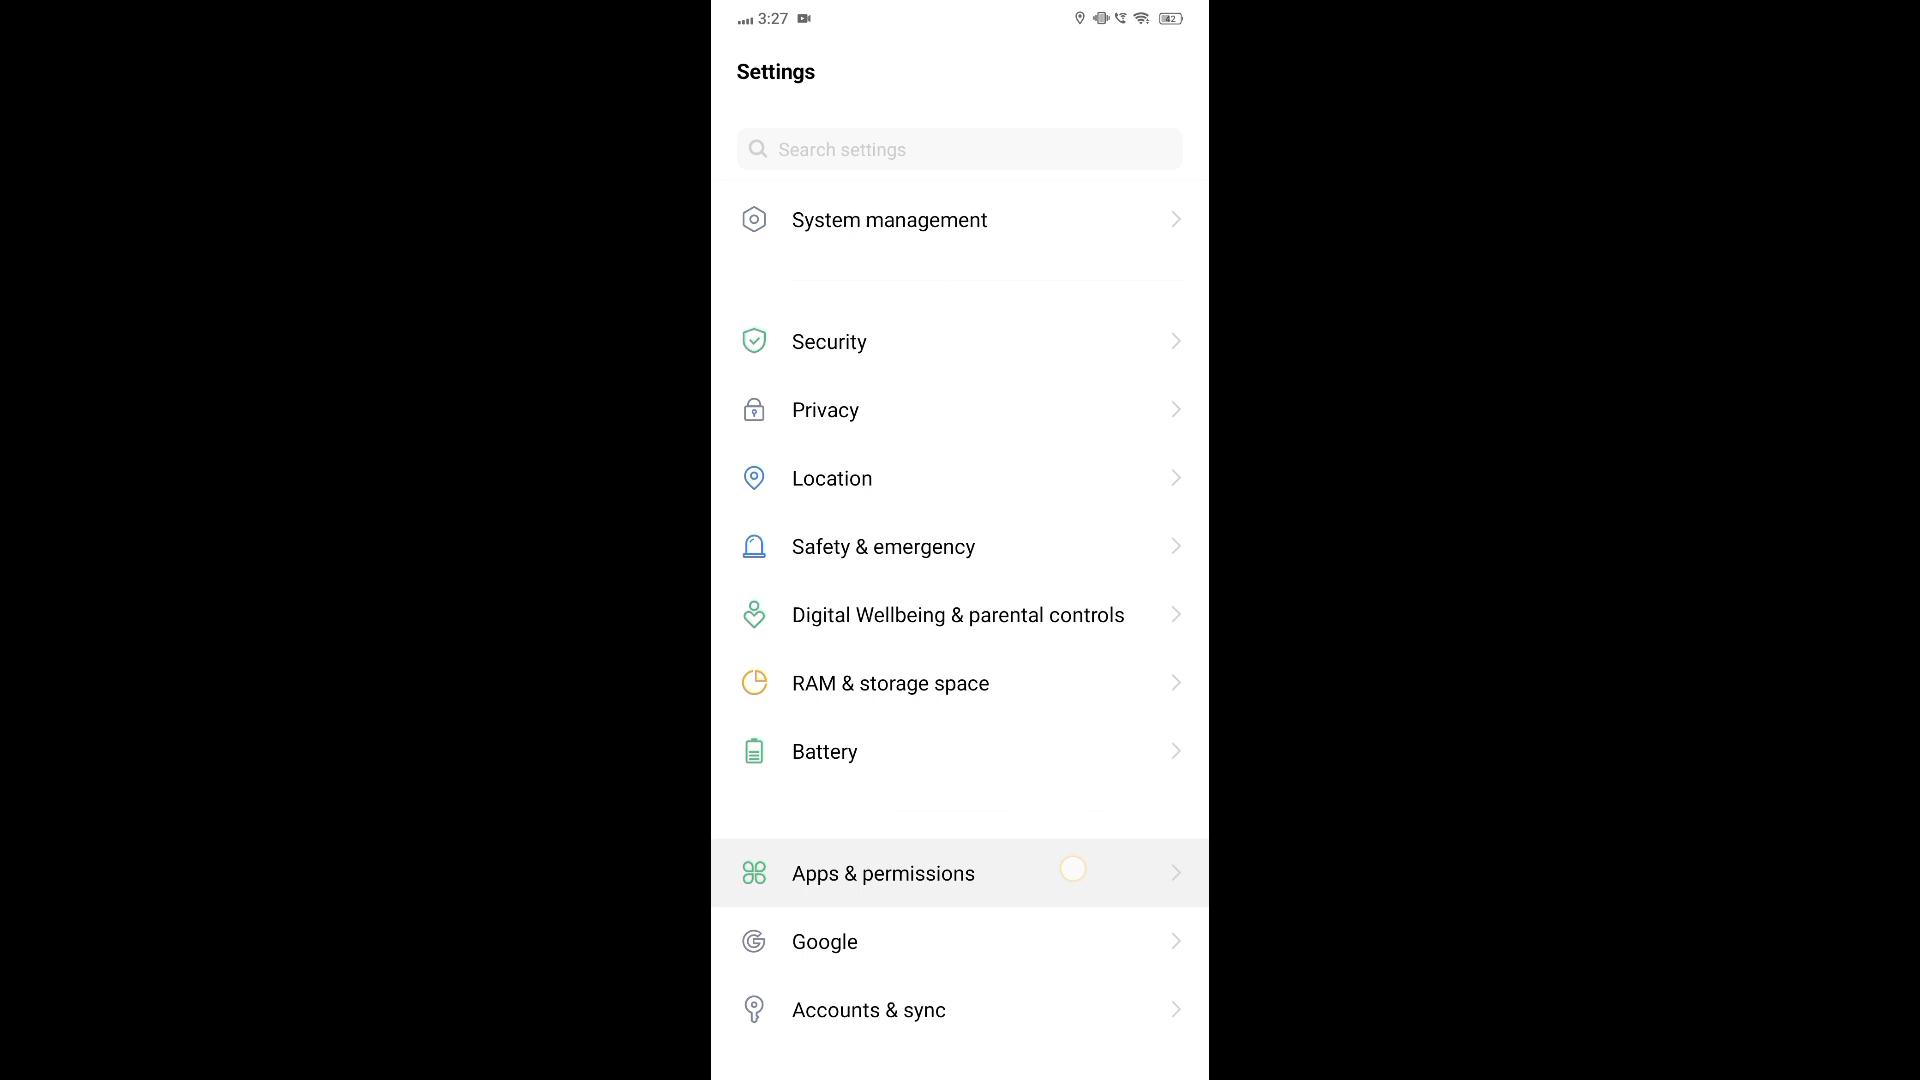 3:27
42
Settings
Search settings
System management
Security
Privacy
Location
Safety & emergency
Digital Wellbeing & parental controls
RAM & storage space
Battery
Apps & permissions
Google
Accounts & sync